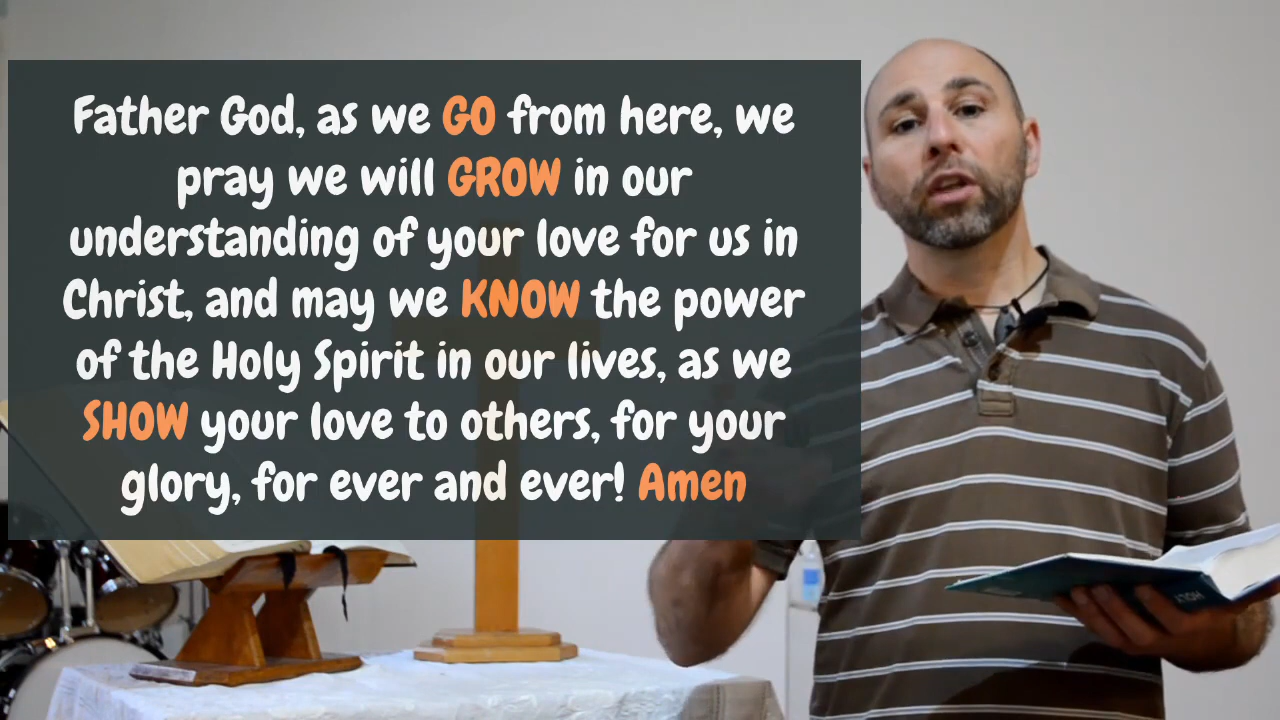 Father God, as we GO from here, we
pray we will GROW in our
understanding of your love for us in
Christ, and may we KNOW the power
of the Holy Spirit in our lives, as we
SHOW your love to others, for your
glory, for ever and ever! Amen
HOLY